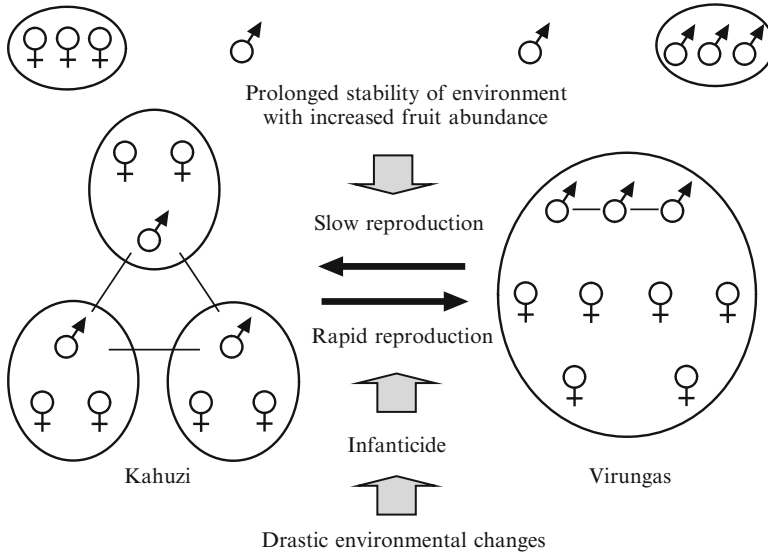 Prolonged stability of environment
with increased fruit abundance
Slow reproduction
Rapid reproduction
Infanticide
Kahuzi
Virungas
Drastic environmental changes